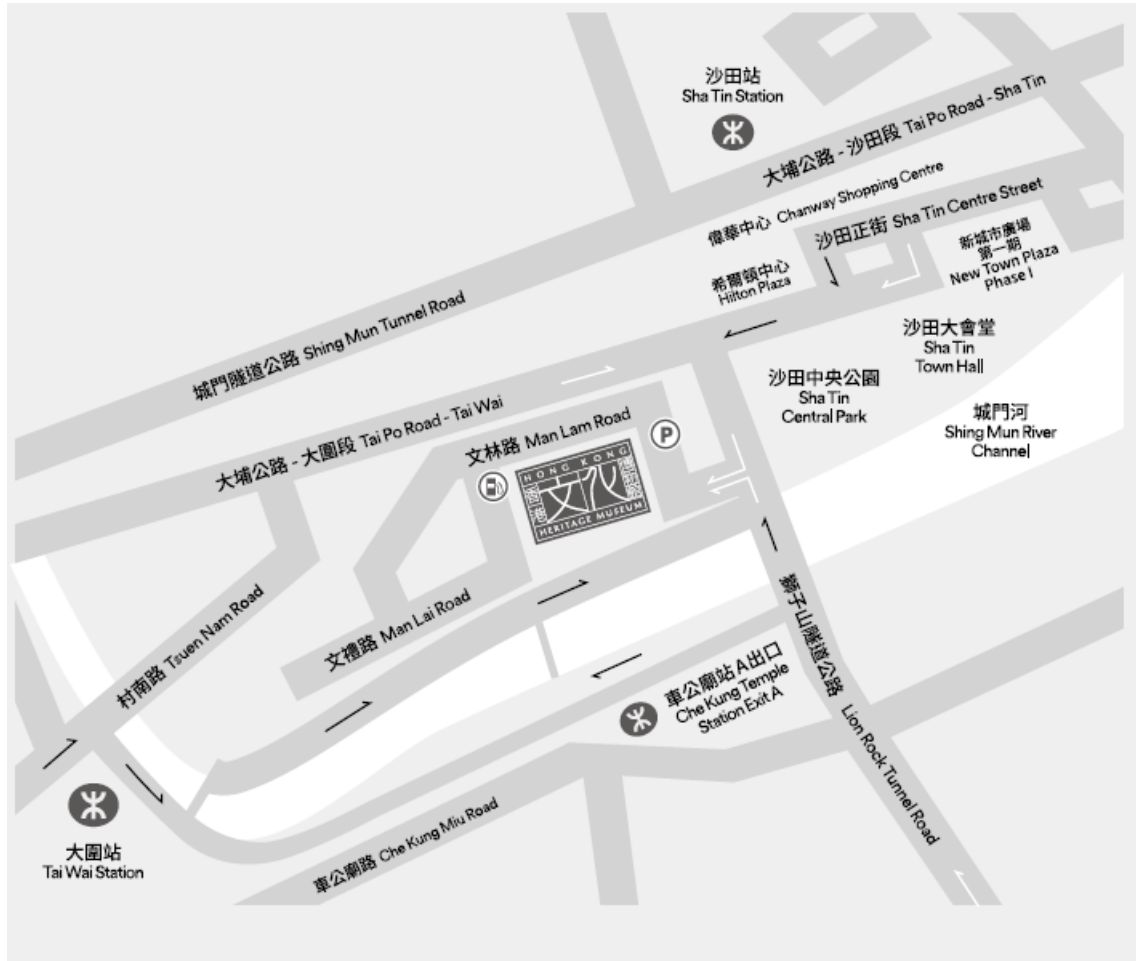 沙田站
Sha Tin Station
大埔公路 - 沙田段 Tai Po Road - Sha Tin
偉華中心 Chanway Shopping Centre
沙田正街 Sha Tin Centre Street
新城市廣場
第一期
New Town Plaza
Phase I
希爾頓中心
Hilton Plaza
城門隧道公路 Shing Mun Tunnel Road
沙田大會堂
Sha Tin
Town Hall
沙田中央公園
Sha Tin
Central Park
城門河
Shing Mun River
Channel
大埔公路 - 大圍段 Tai Po Road - Tai Wai
文林路 Man Lam Road
P
HONG KONG
香港
文化
博物館
HERITAGE MUSEUM
村南路 Tsuen Nam Road
文禮路 Man Lai Road
獅子山隧道公路 Lion Rock Tunnel Road
車公廟站 A出口
Che Kung Temple
Station Exit A
大圍站
Tai Wai Station
車公廟路 Che Kung Miu Road